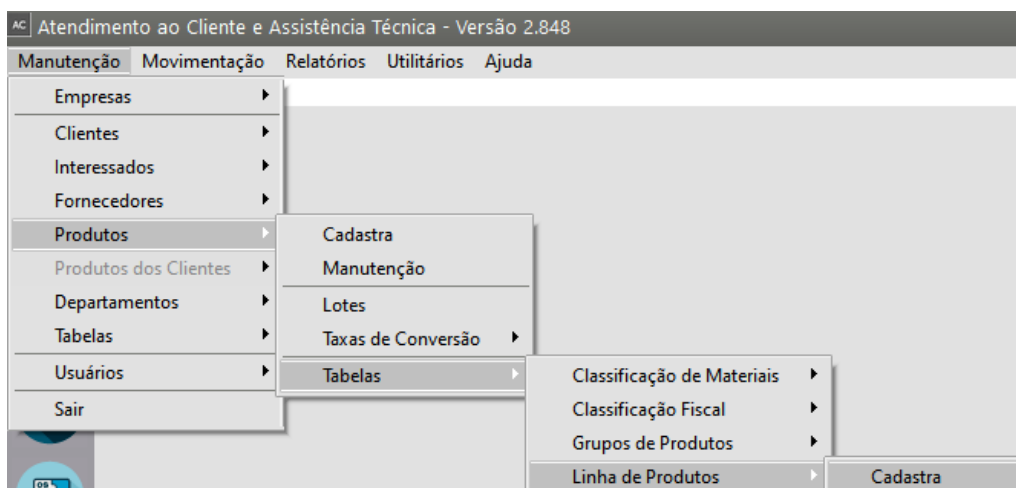 AC Atendimento ao Cliente e Assistência Técnica - Versão 2.848
Manutenção Movimentação Relatórios Utilitários Ajuda
Empresas
Clientes
Interessados
Fornecedores
Produtos
Produtos dos Clientes
Departamentos
Tabelas
Usuários
Sair
Cadastra
Manutenção
Lotes
Taxas de Conversão
Tabelas
Classificação de Materiais
Classificação Fiscal
Grupos de Produtos
Linha de Produtos
Cadastra
OS